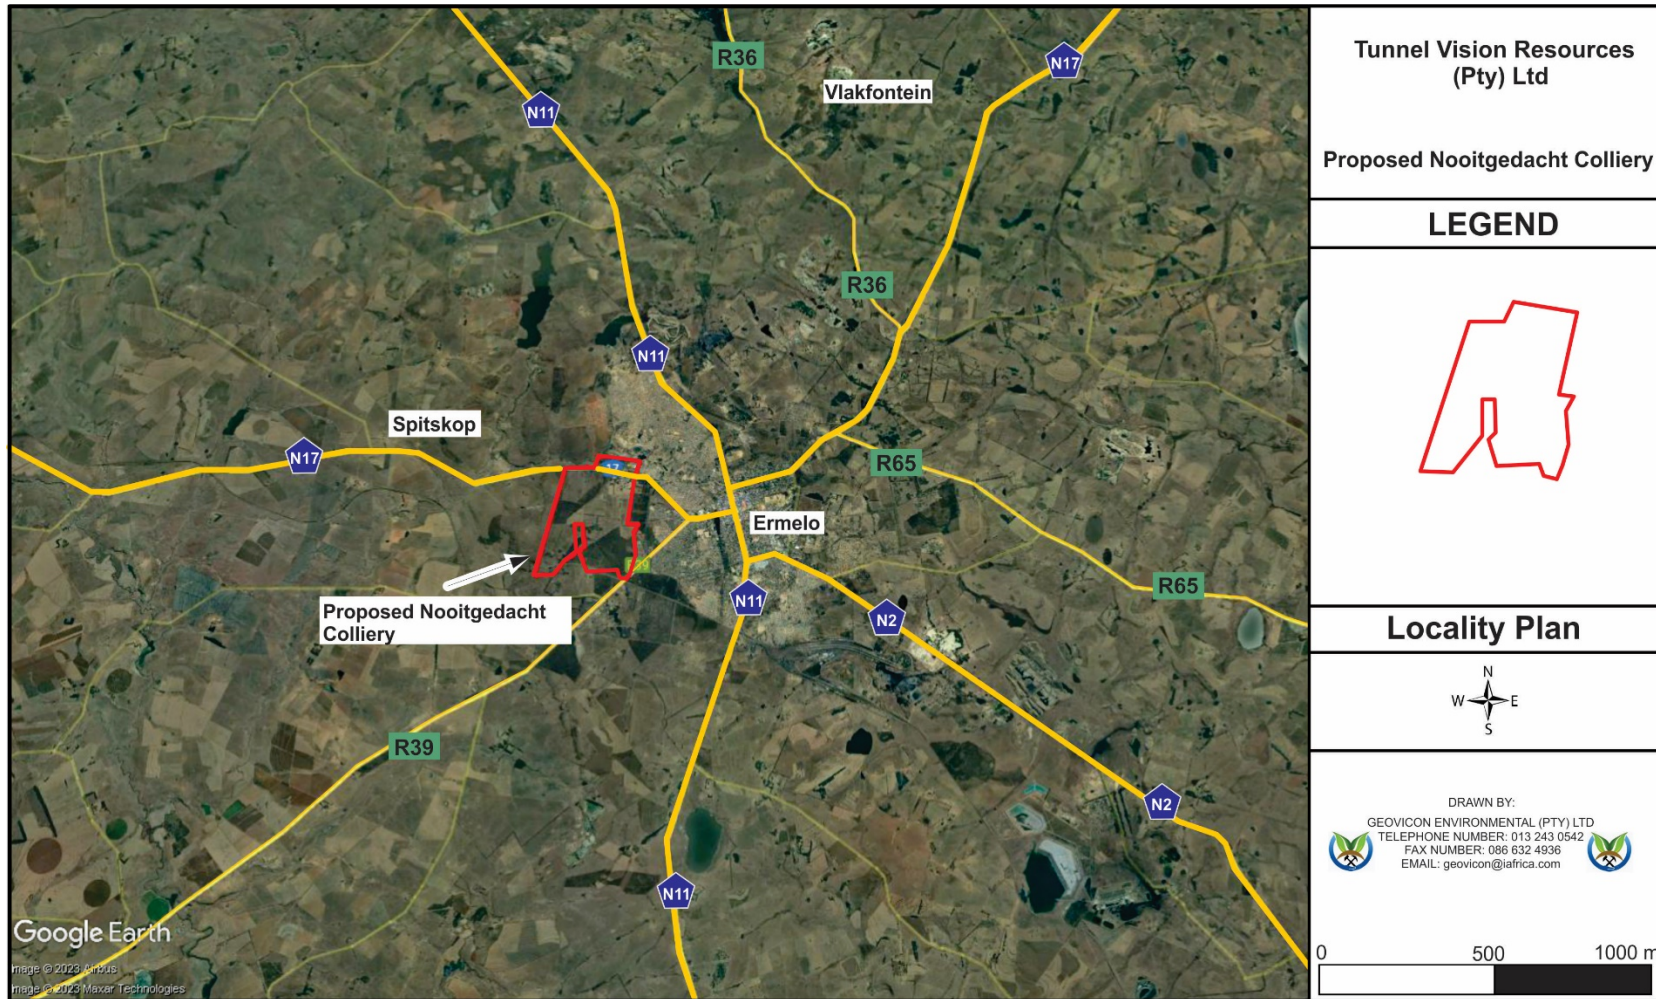 R36
N17
Vlakfontein
N11
R36
N11
Spitskop
N17
17
R65
Ermelo
R39
R65
N11
N2
Proposed Nooitgedacht
Colliery
R39
N2
N11
Google Earth
Image © 2023 Airbus
Image © 2023 Maxar Technologies
Tunnel Vision Resources
(Pty) Ltd
Proposed Nooitgedacht Colliery
LEGEND
Locality Plan
N
W E
S
DRAWN BY:
GEOVICON ENVIRONMENTAL (PTY) LTD
TELEPHONE NUMBER: 013 243 0542
FAX NUMBER: 086 632 4936
EMAIL: geovicon@iafrica.com
0 500 1000 m